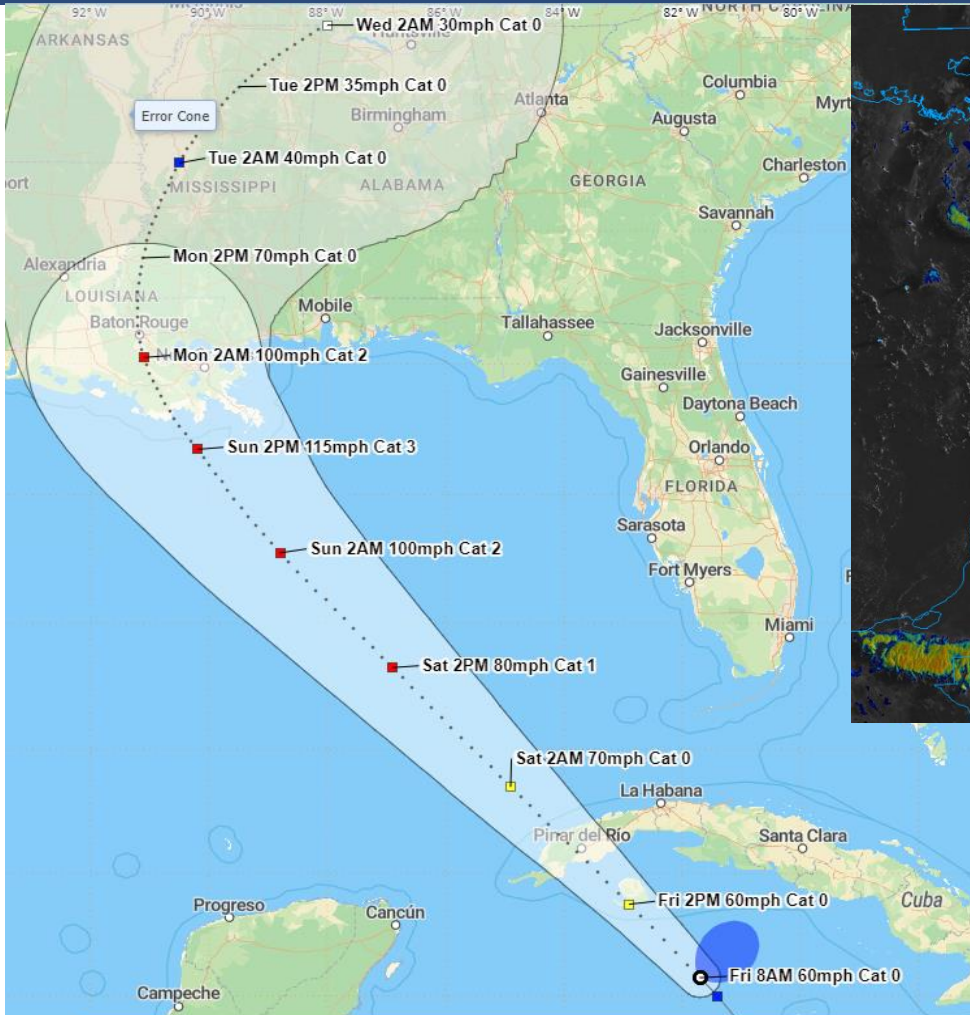 92°W 90°W 88°W 86°W 84°W 82°W 80°W
NORTH CAROLINA
ARKANSAS
Wed 2AM 30mph Cat 0
Huntsville
Tue 2PM 35mph Cat 0
Columbia
Atlanta
Myrt
Error Cone
Birmingham
Augusta
Tue 2AM 40mph Cat 0
Charleston
port
MISSISSIPPI
ALABAMA
GEORGIA
Savannah
Mon 2PM 70mph Cat 0
Alexandria
LOUISIANA
Mobile
Baton Rouge
Tallahassee
Jacksonville
Mon 2AM 100mph Cat 2
Gainesville
Daytona Beach
Sun 2PM 115mph Cat 3
Orlando
FLORIDA
Sarasota
Sun 2AM 100mph Cat 2
Fort Myers
F
Miami
Sat 2PM 80mph Cat 1
Sat 2AM 70mph Cat 0
La Habana
Pinar del Río
Santa Clara
Cuba
Fri 2PM 60mph Cat 0
Progreso
Cancún
Fri 8AM 60mph Cat 0
Campeche